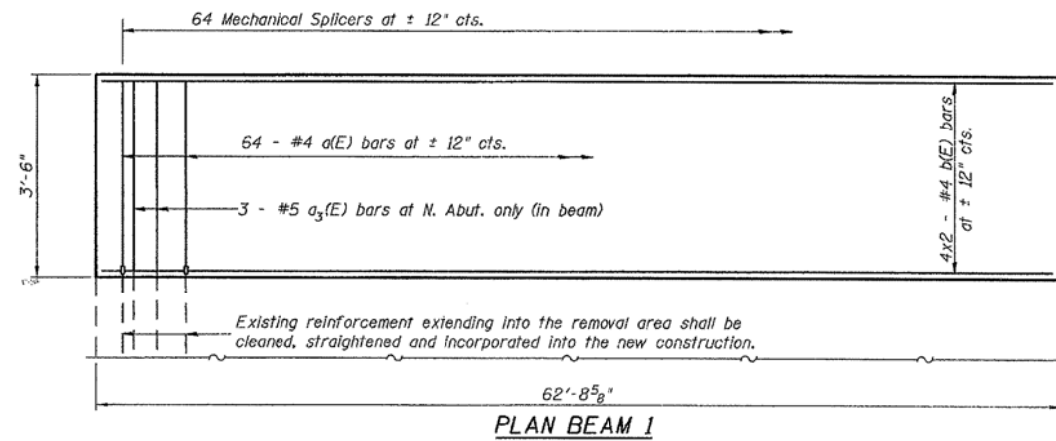 64 Mechanical Splicers at ± 12" cts.
3'-6"
64 - #4 a(E) bars at ± 12" cts.
3 - #5 a3(E) bars at N. Abut. only (in beam)
4x2 - #4 b(E) bars
at ± 12" cts.
Existing reinforcement extending into the removal area shall be
cleaned, straightened and incorporated into the new construction.
62'-8 5/8"
PLAN BEAM 1